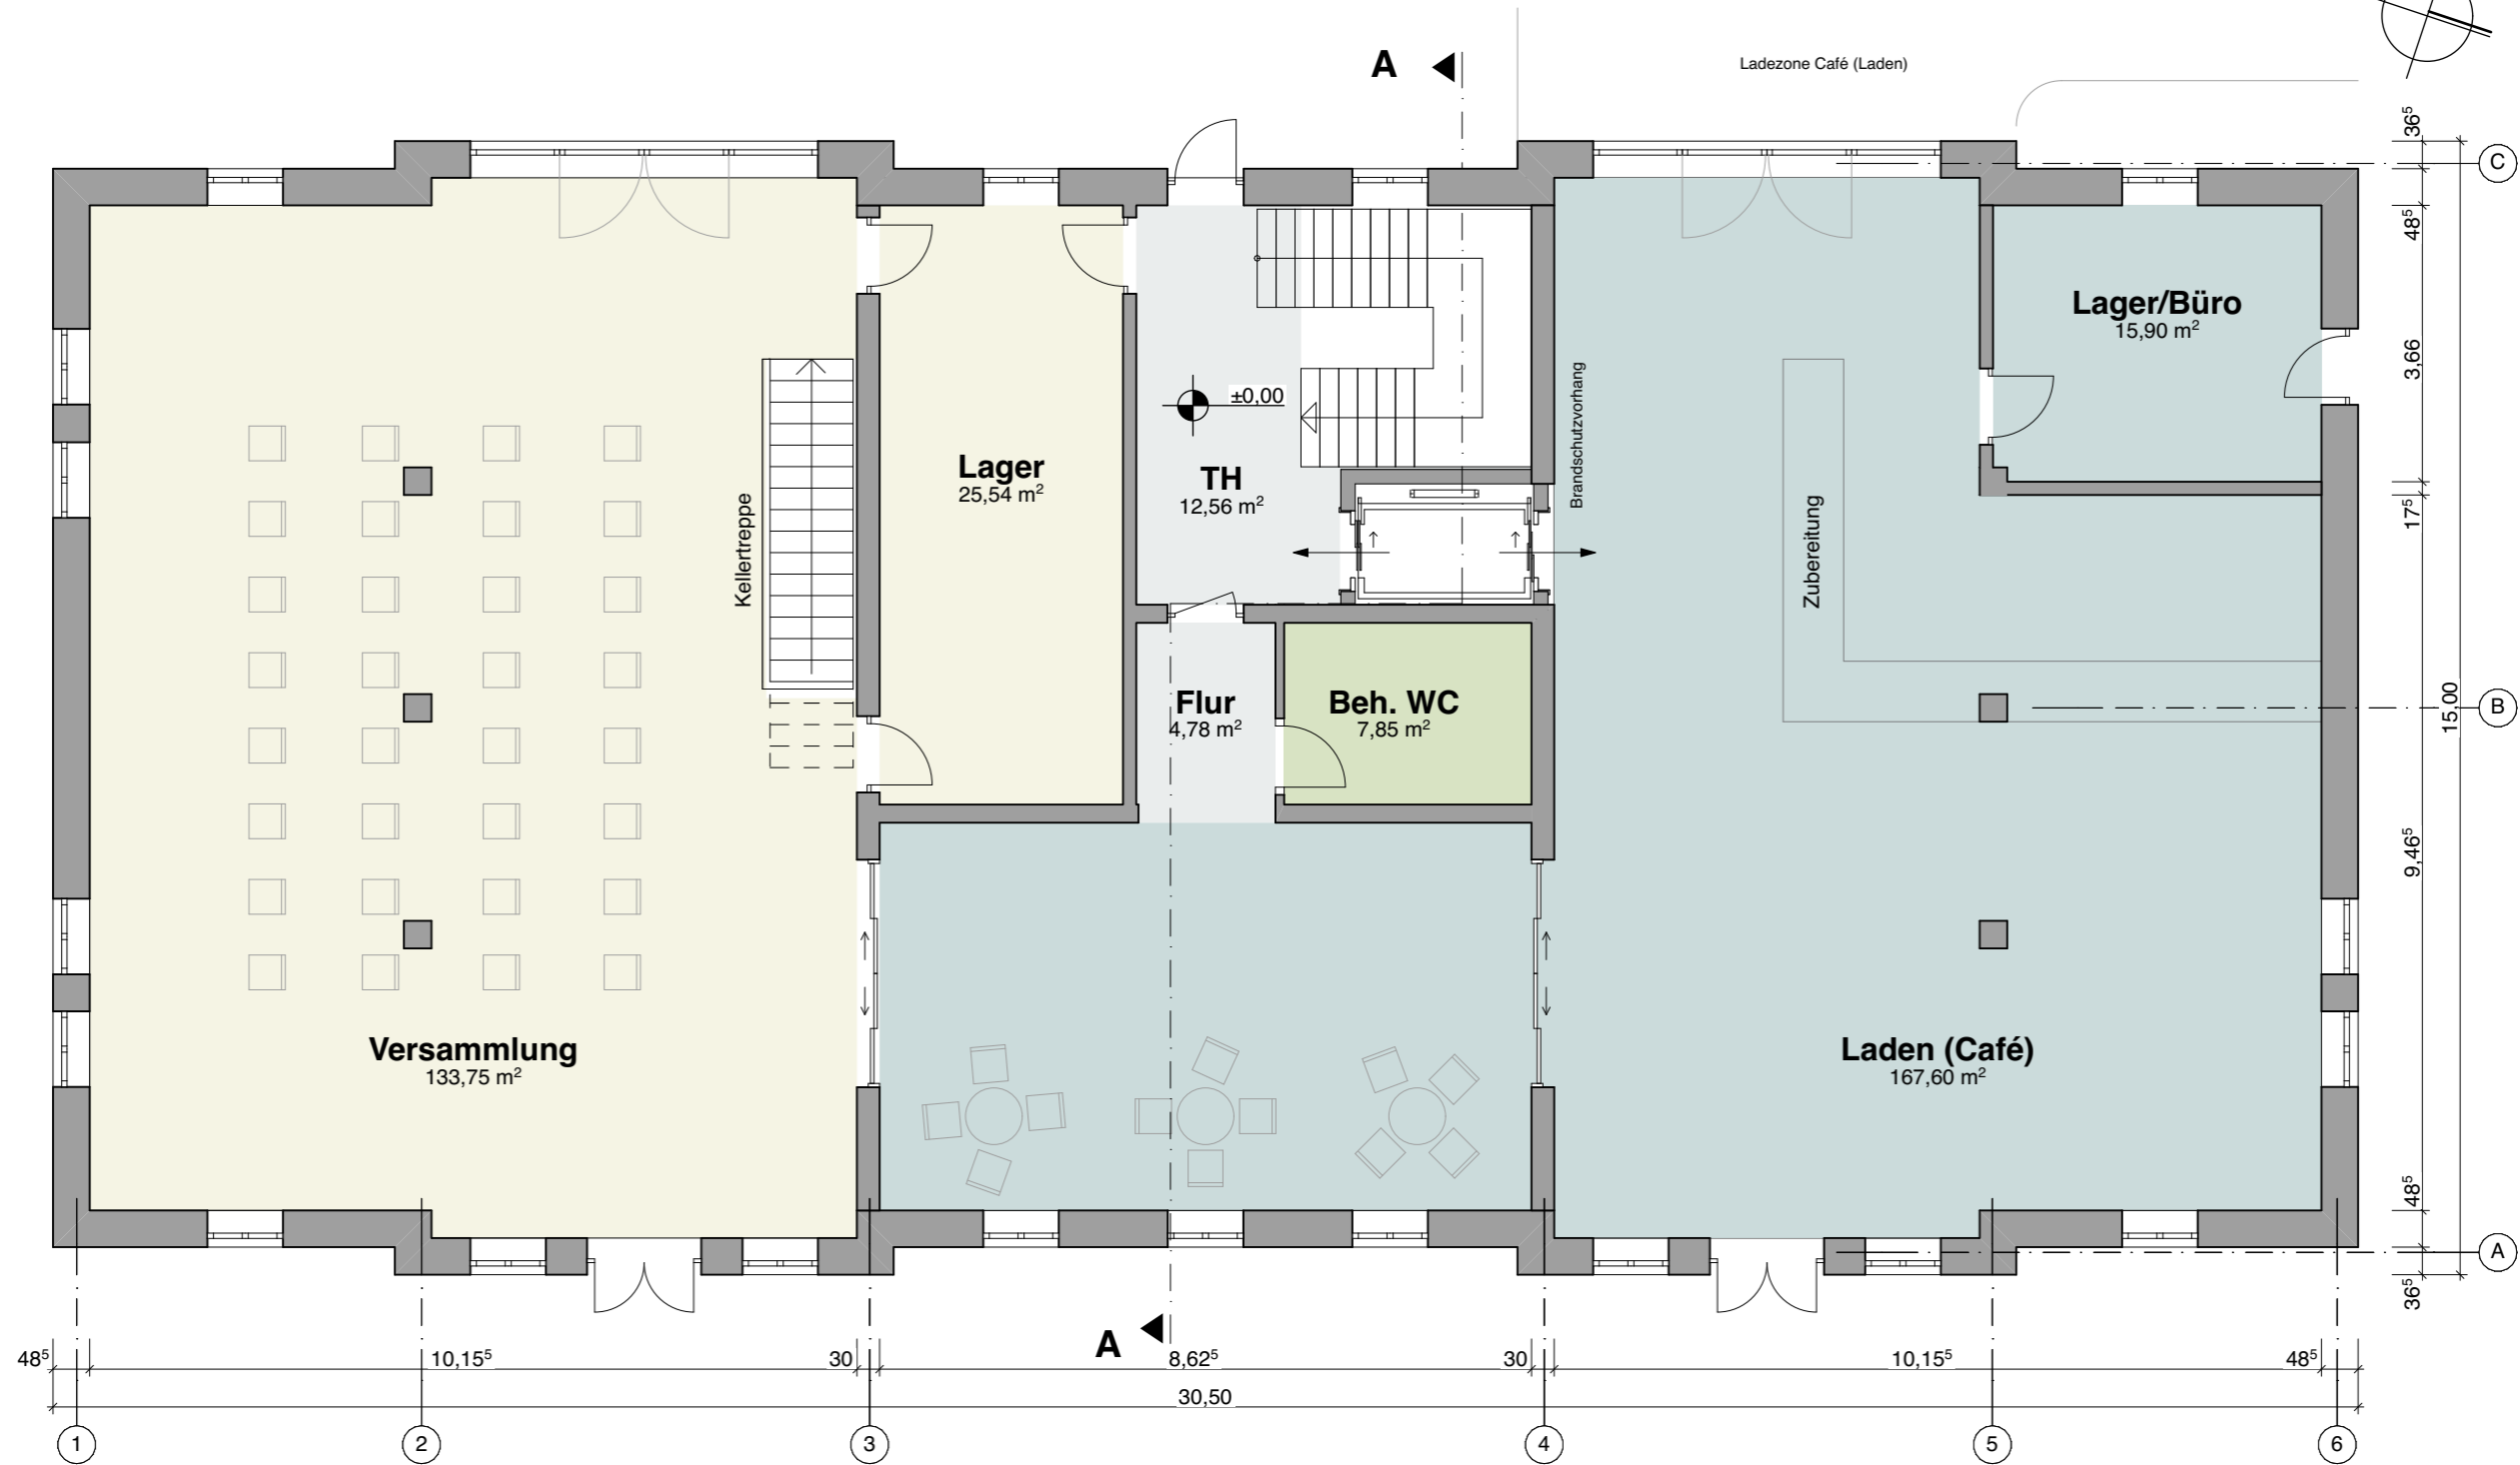 A
Ladezone Café (Laden)
C
36⁵
48⁵
3,66
17⁵
15,00
9,46⁵
48⁵
36⁵
B
A
Lager/Büro
15,90 m²
Brandschutzvorhang
±0,00
Lager
25,54 m²
TH
12,56 m²
Kellertreppe
Zubereitung
Flur
4,78 m²
Beh. WC
7,85 m²
Versammlung
133,75 m²
Laden (Café)
167,60 m²
A
48⁵
10,15⁵
30
8,62⁵
30
10,15⁵
48⁵
30,50
1
2
3
4
5
6